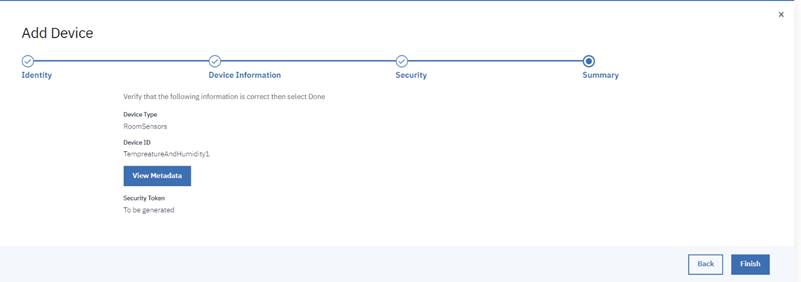 ×
Add Device
Identity Device Information Security Summary
Verify that the following information is correct then select Done
Device Type
RoomSensors
Device ID
TempreatureAndHumidity1
View Metadata
Security Token
To be generated
Back Finish